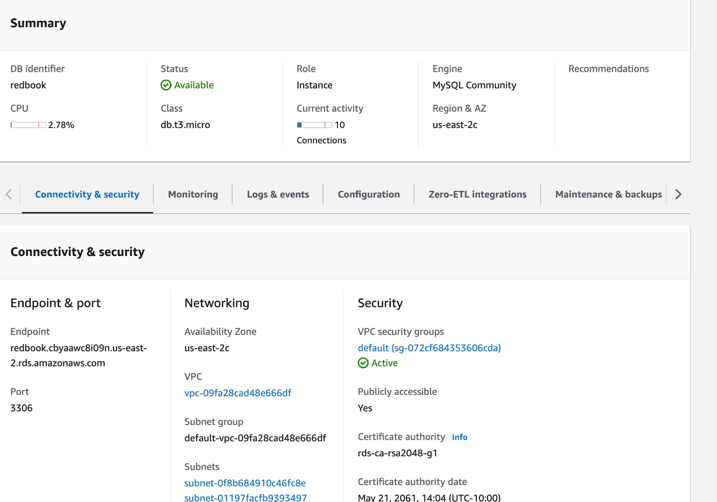 Summary
DB identifier
redbook
Status
Available
Role
Instance
Engine
MySQL Community
Recommendations
CPU
2.78%
Class
db.t3.micro
Current activity
10
Connections
Region & AZ
us-east-2c
Connectivity & security
Monitoring
Logs & events
Configuration
Zero-ETL integrations
Maintenance & backups
Connectivity & security
Endpoint & port
Endpoint
redbook.cbyaawc8i09n.us-east-
2.rds.amazonaws.com
Port
3306
Networking
Availability Zone
us-east-2c
VPC
vpc-09fa28cad48e666df
Subnet group
default-vpc-09fa28cad48e666df
Subnets
subnet-0f8b684910c46fc8e
subnet-01197facfb9393497
Security
VPC security groups
default (sg-072cf684353606cda)
Active
Publicly accessible
Yes
Certificate authority Info
rds-ca-rsa2048-g1
Certificate authority date
May 21, 2061, 14:04 (UTC-10:00)